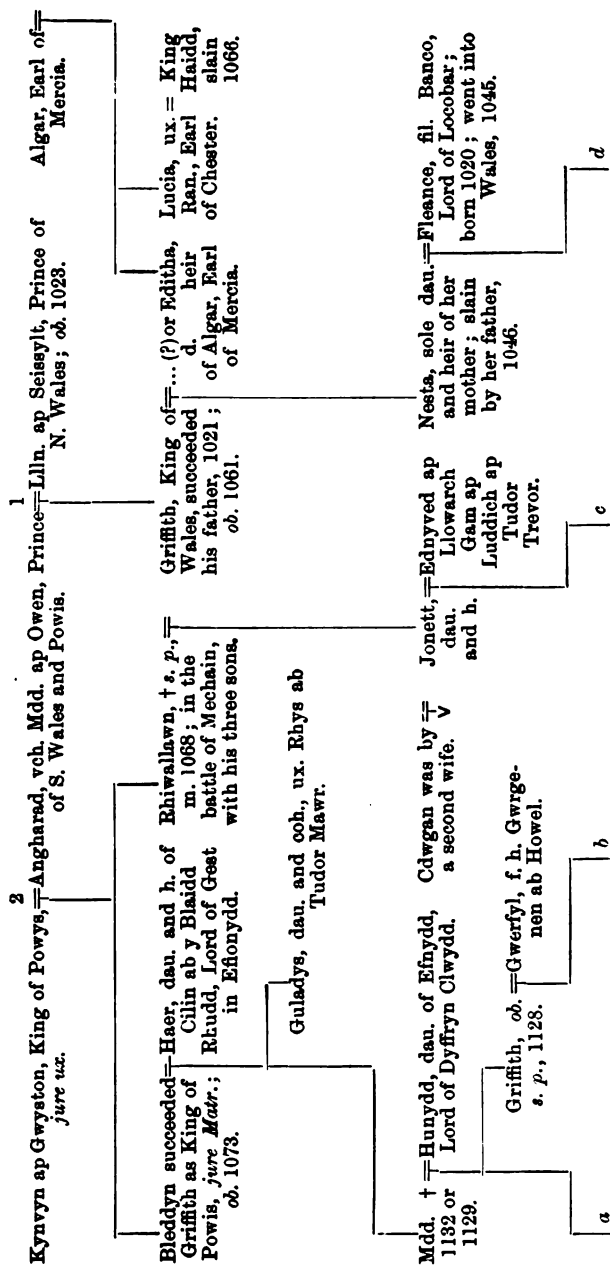 2 1
Kynvyn ap Gwyston, King of Powys,=Angharad, vch. Mdd. ap Owen, Prince=Llln. ap Seissylt, Prince of Algar, Earl of=
jure ux. of S. Wales and Powis. N. Wales; ob. 1023. Mercia.
Bleddyn succeeded=Haer, dau. and h. of
Griffith as King of Cilin ab y Blaidd
Powis, jure Matr.; Rhudd, Lord of Gest
ob. 1073. in Efionydd.
Rhiwallawn, † s. p.,=
m. 1068; in the
battle of Mechain,
with his three sons.
Griffith, King of=...(?) or Editha,
Wales, succeeded d. heir
his father, 1021; of Algar, Earl
ob. 1061. of Mercia.
Lucia, ux.= King
Ran., Earl Haidd,
of Chester. slain
1066.
Guladys, dau. and coh., ux. Rhys ab
Tudor Mawr.
Mdd. †=Hunydd, dau. of Efnydd,
1132 or Lord of Dyffryn Clwydd.
1129.
Cdwgan was by=
a second wife. V
Jonett,=Ednyved ap
dau. Llowarch
and h. Gam ap
Luddich ap
Tudor
Trevor.
Nesta, sole dau.=Fleance, fil. Banco,
and heir of her Lord of Locobar;
mother; slain born 1020; went into
by her father, Wales, 1045.
1046.
Griffith, ob.=Gwerfyl, f. h. Gwrge-
s. p., 1128. nen ab Howel.
a b c d